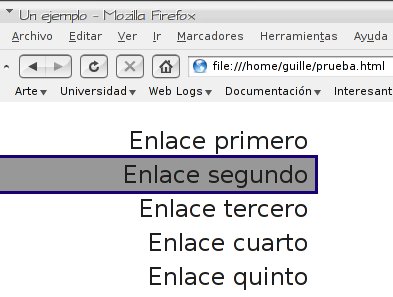 Un ejemplo - Mozilla Firefox
Archivo Editar Ver Ir Marcadores Herramientas Ayuda
file:///home/guille/prueba.html
Arte Universidad Web Logs Documentación Interesant
Enlace primero
Enlace segundo
Enlace tercero
Enlace cuarto
Enlace quinto